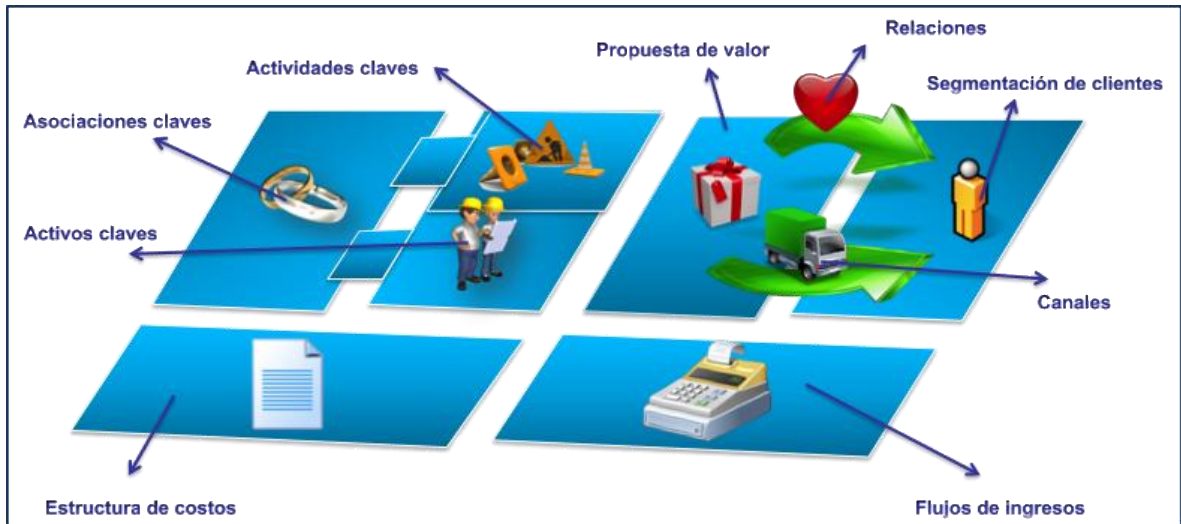 Relaciones
Propuesta de valor
Actividades claves
Segmentación de clientes
Asociaciones claves
Activos claves
Canales
Estructura de costos
Flujos de ingresos